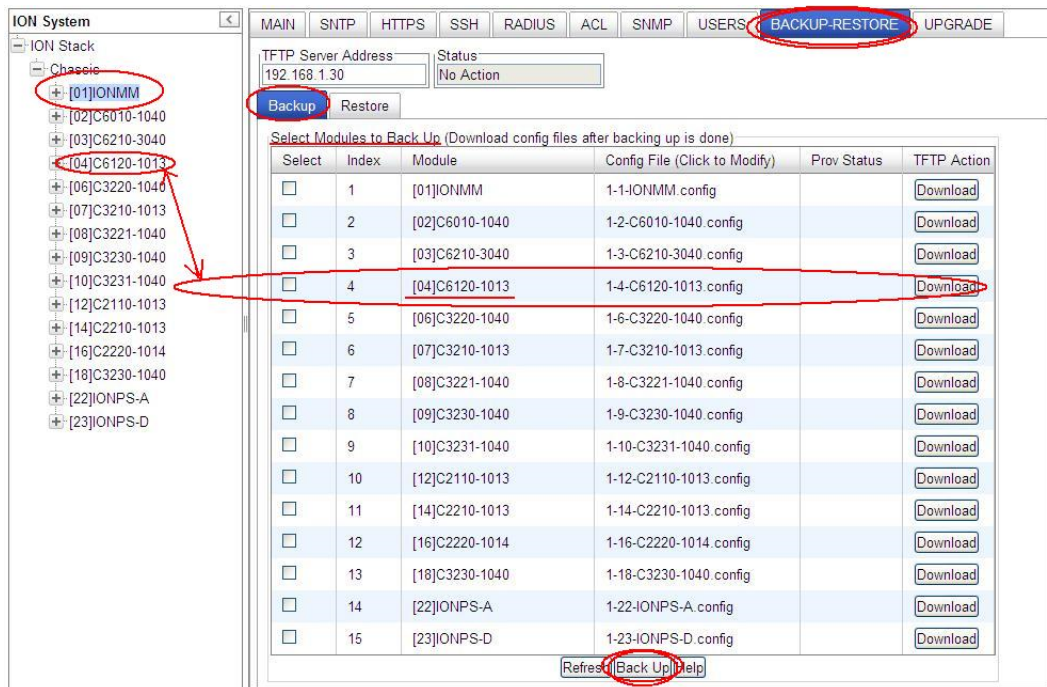 ION System
ION Stack
Chassis
[01]IONMM
[02]C6010-1040
[03]C6210-3040
[04]C6120-1013
[06]C3220-1040
[07]C3210-1013
[08]C3221-1040
[09]C3230-1040
[10]C3231-1040
[12]C2110-1013
[14]C2210-1013
[16]C2220-1014
[18]C3230-1040
[22]IONPS-A
[23]IONPS-D
MAIN SNTP HTTPS SSH RADIUS ACL SNMP USERS BACKUP-RESTORE UPGRADE
TFTP Server Address Status
192.168.1.30 No Action
Backup Restore
Select Modules to Back Up (Download config files after backing up is done)
Select Index Module Config File (Click to Modify) Prov Status TFTP Action
1 [01]IONMM 1-1-IONMM.config Download
2 [02]C6010-1040 1-2-C6010-1040.config Download
3 [03]C6210-3040 1-3-C6210-3040.config Download
4 [04]C6120-1013 1-4-C6120-1013.config Download
5 [06]C3220-1040 1-6-C3220-1040.config Download
6 [07]C3210-1013 1-7-C3210-1013.config Download
7 [08]C3221-1040 1-8-C3221-1040.config Download
8 [09]C3230-1040 1-9-C3230-1040.config Download
9 [10]C3231-1040 1-10-C3231-1040.config Download
10 [12]C2110-1013 1-12-C2110-1013.config Download
11 [14]C2210-1013 1-14-C2210-1013.config Download
12 [16]C2220-1014 1-16-C2220-1014.config Download
13 [18]C3230-1040 1-18-C3230-1040.config Download
14 [22]IONPS-A 1-22-IONPS-A.config Download
15 [23]IONPS-D 1-23-IONPS-D.config Download
Refresh Back Up Help